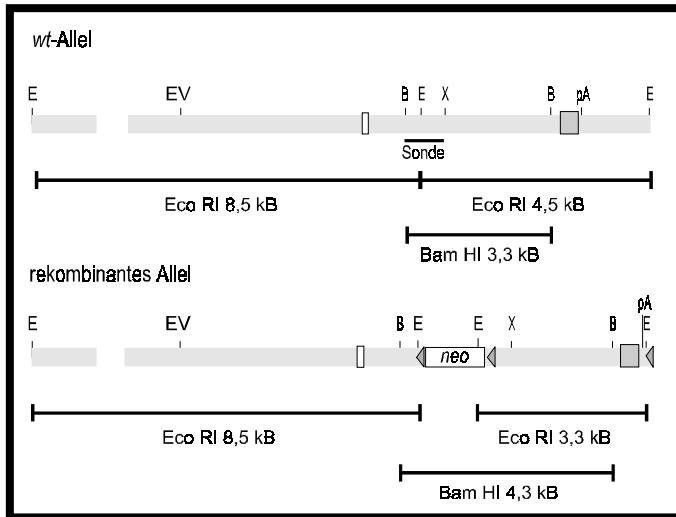 wt-Allel
E EV B E X B pA E
Sonde
Eco RI 8,5 kB Eco RI 4,5 kB
Bam HI 3,3 kB
rekombinantes Allel
pA
E EV B E E X B E
neo
Eco RI 8,5 kB Eco RI 3,3 kB
Bam HI 4,3 kB